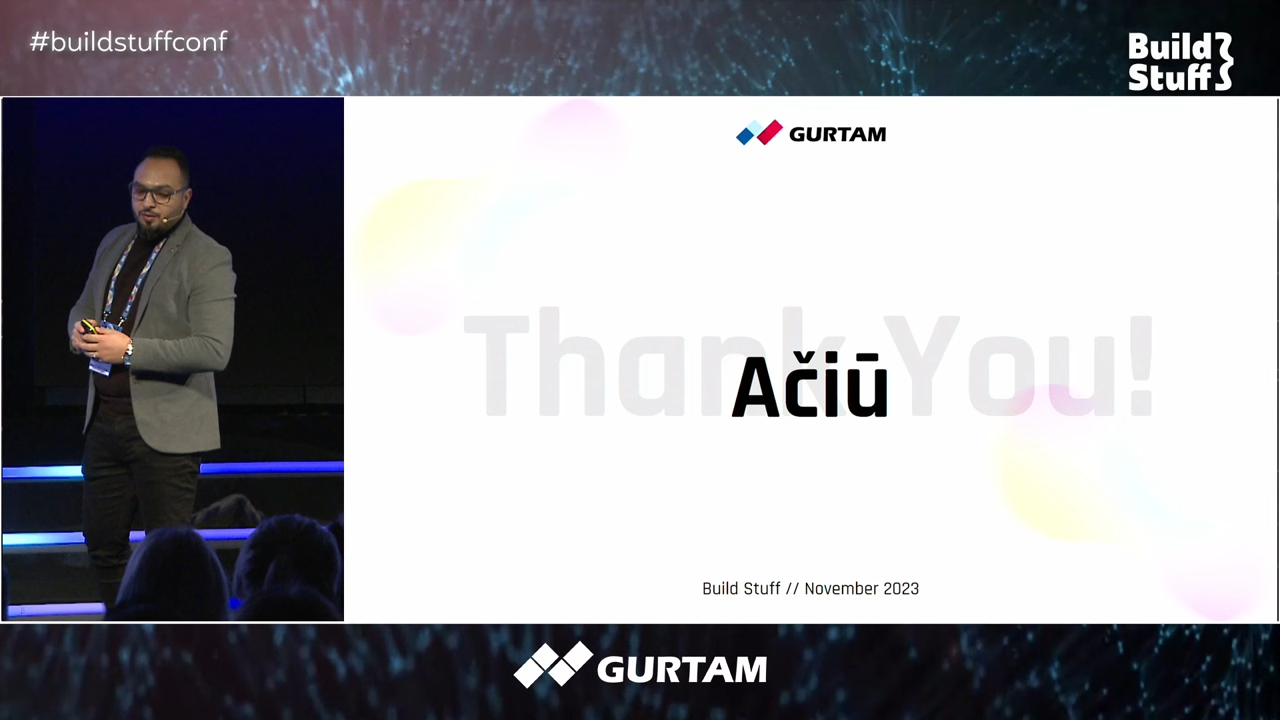 #buildstuffconf
Build
Stuff
GURTAM
Thank You!
Ačiū
Build Stuff // November 2023
GURTAM